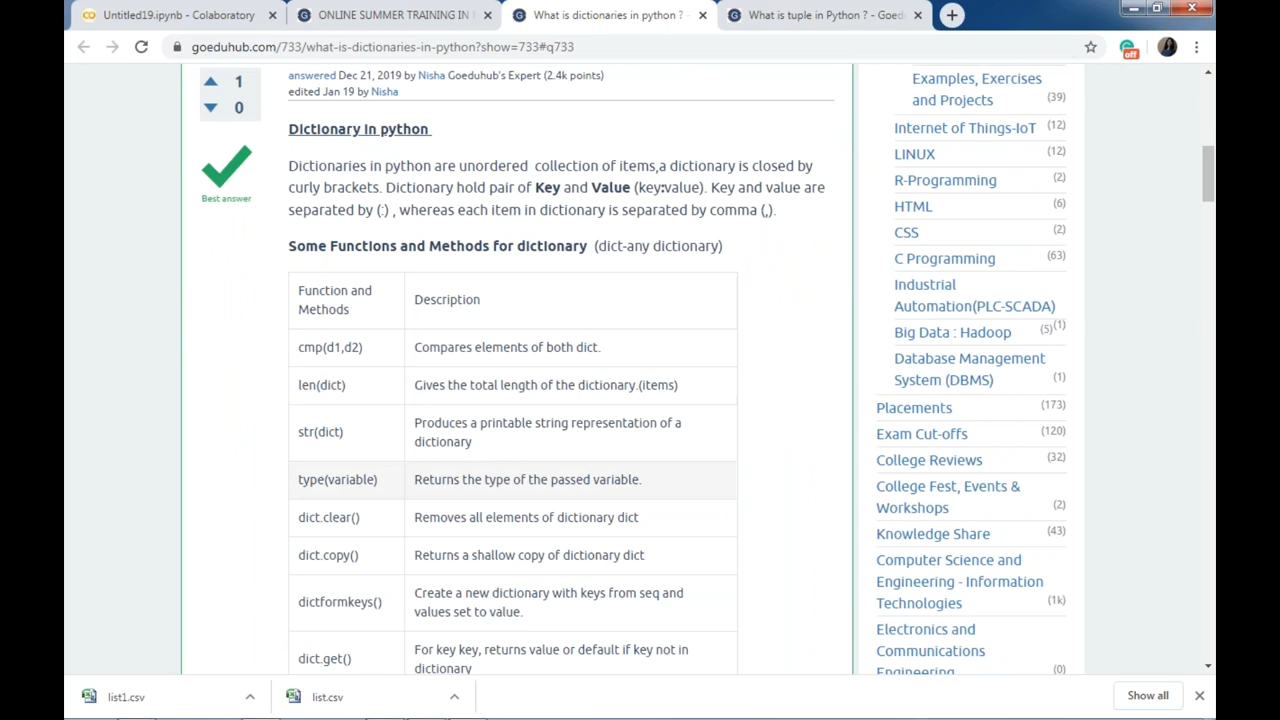 Untitled19.ipynb - Colaboratory
ONLINE SUMMER TRAINING IN
What is dictionaries in python ? -
What is tuple in Python ? - Goed
goeduhub.com/733/what-is-dictionaries-in-python?show=733#q733
off
1
0
Best answer
answered Dec 21, 2019 by Nisha Goeduhub's Expert (2.4k points)
edited Jan 19 by Nisha
Dictionary in python
Dictionaries in python are unordered  collection of items,a dictionary is closed by
curly brackets. Dictionary hold pair of Key and Value (key:value). Key and value are
separated by (:) , whereas each item in dictionary is separated by comma (,).
Some Functions and Methods for dictionary  (dict-any dictionary)
Function and
Methods
Description
cmp(d1,d2)
Compares elements of both dict.
len(dict)
Gives the total length of the dictionary.(items)
str(dict)
Produces a printable string representation of a
dictionary
type(variable)
Returns the type of the passed variable.
dict.clear()
Removes all elements of dictionary dict
dict.copy()
Returns a shallow copy of dictionary dict
dictformkeys()
Create a new dictionary with keys from seq and
values set to value.
dict.get()
For key key, returns value or default if key not in
dictionary
Examples, Exercises
and Projects (39)
Internet of Things-IoT (12)
LINUX (12)
R-Programming (2)
HTML (6)
CSS (2)
C Programming (63)
Industrial
Automation(PLC-SCADA) (1)
Big Data : Hadoop (5)
Database Management
System (DBMS) (1)
Placements (173)
Exam Cut-offs (120)
College Reviews (32)
College Fest, Events &
Workshops (2)
Knowledge Share (43)
Computer Science and
Engineering - Information
Technologies (1k)
Electronics and
Communications
Engineering (0)
list1.csv
list.csv
Show all